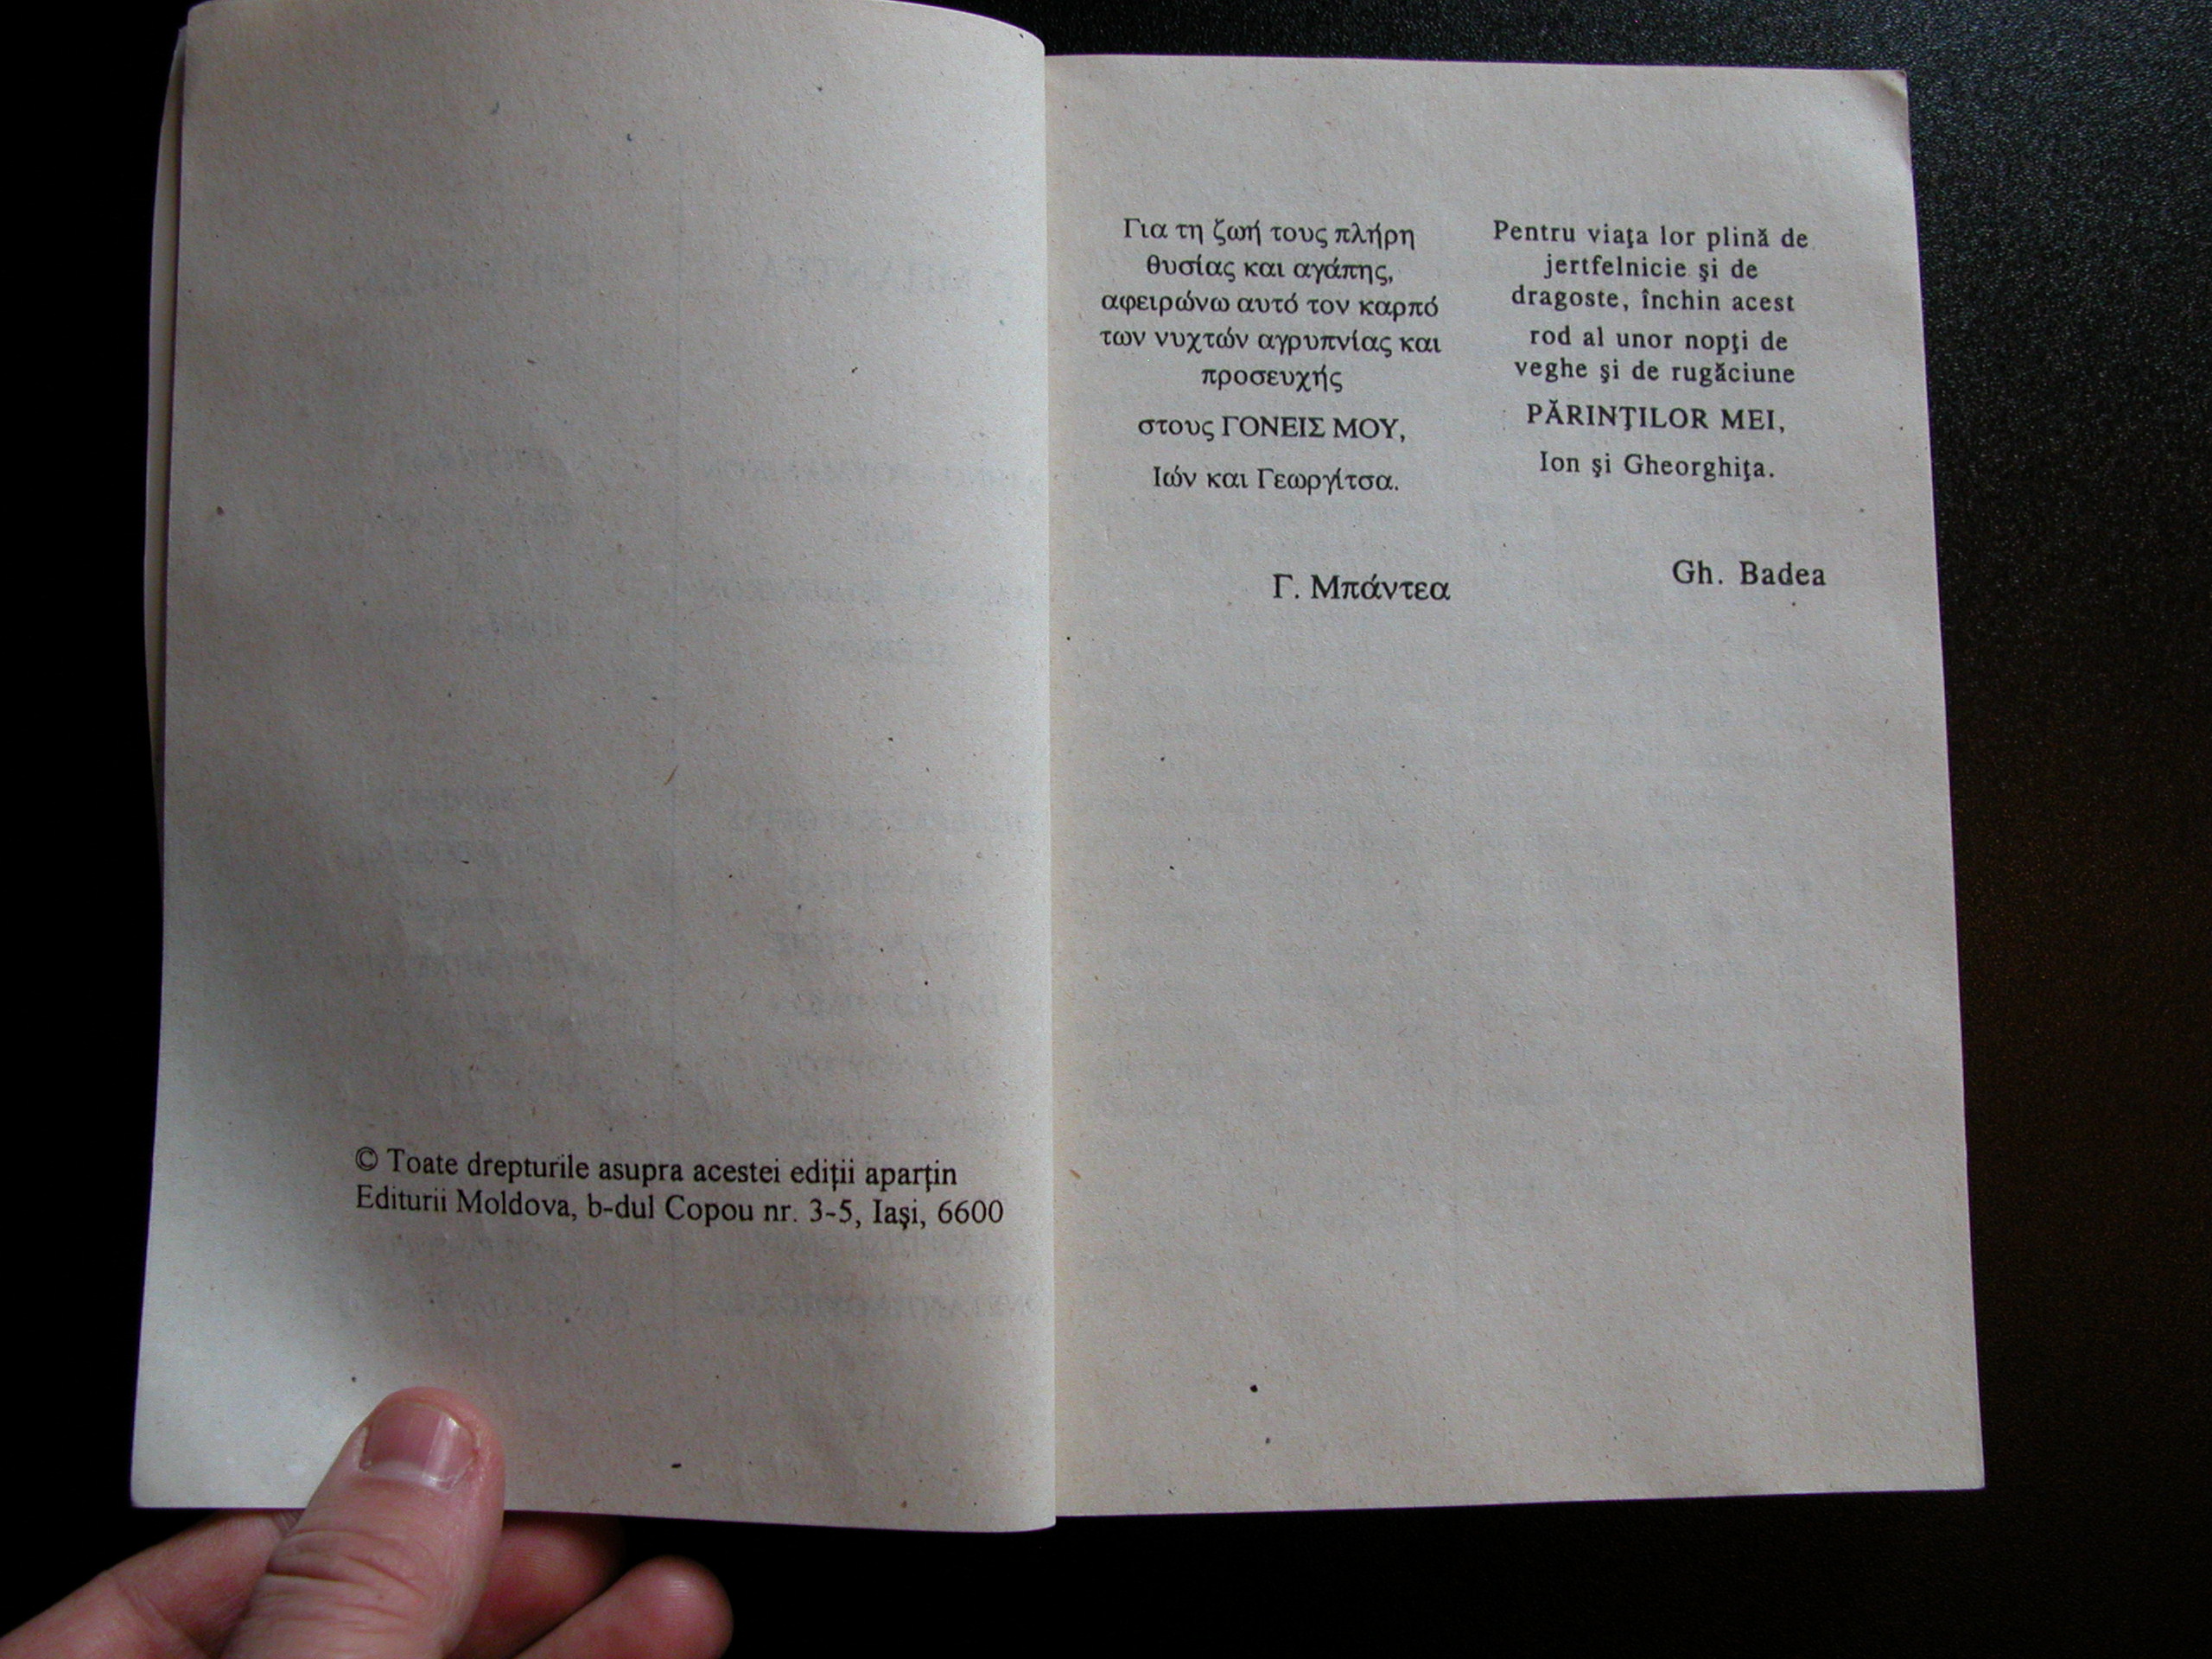 © Toate drepturile asupra acestei ediţii aparţin
Editurii Moldova, b-dul Copou nr. 3-5, Iaşi, 6600
Για τη ζωή τους πλήρη
θυσίας και αγάπης,
αφειρώνω αυτό τον καρπό
των νυχτών αγρυπνίας και
προσευχής
στους ΓΟΝΕΙΣ ΜΟΥ,
Ιών και Γεωργίτσα.
Γ. Μπάντεα
Pentru viaţa lor plină de
jertfelnicie şi de
dragoste, închin acest
rod al unor nopţi de
veghe şi de rugăciune
PĂRINŢILOR MEI,
Ion şi Gheorghiţa.
Gh. Badea